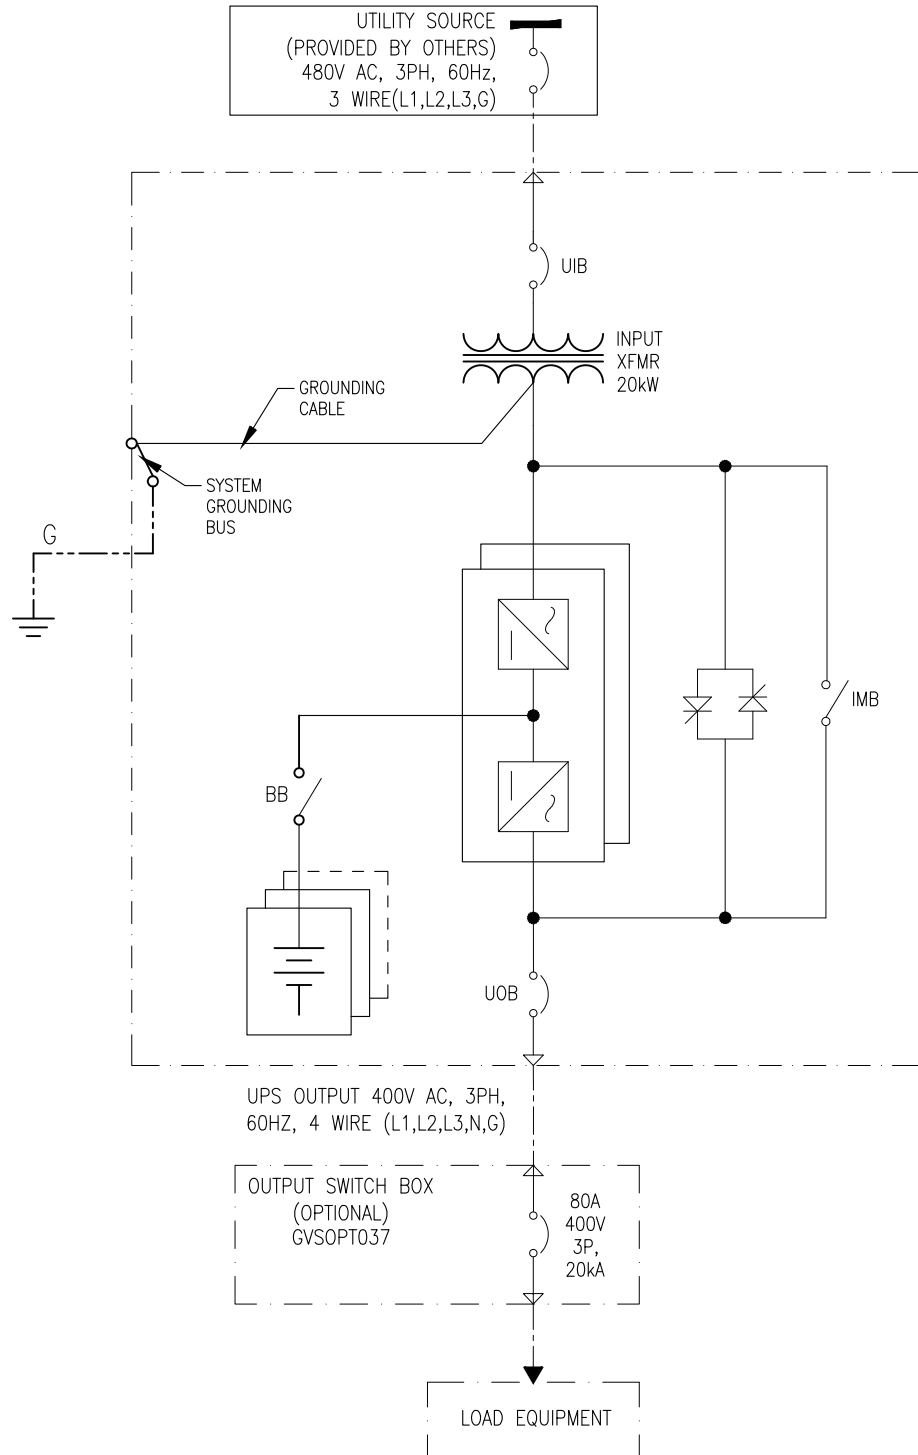 UTILITY SOURCE
(PROVIDED BY OTHERS)
480V AC, 3PH, 60Hz,
3 WIRE(L1,L2,L3,G)
UIB
INPUT
XFMR
20kW
GROUNDING
CABLE
SYSTEM
GROUNDING
BUS
G
IMB
BB
UOB
UPS OUTPUT 400V AC, 3PH,
60HZ, 4 WIRE (L1,L2,L3,N,G)
OUTPUT SWITCH BOX
(OPTIONAL)
GVSOPT037
80A
400V
3P,
20kA
LOAD EQUIPMENT